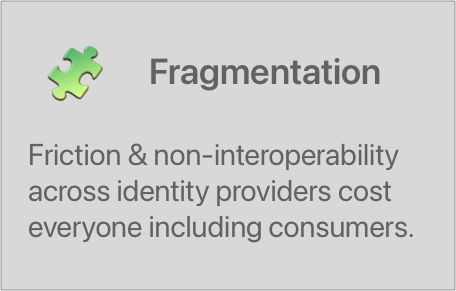 Fragmentation
Friction & non-interoperability
across identity providers cost
everyone including consumers.